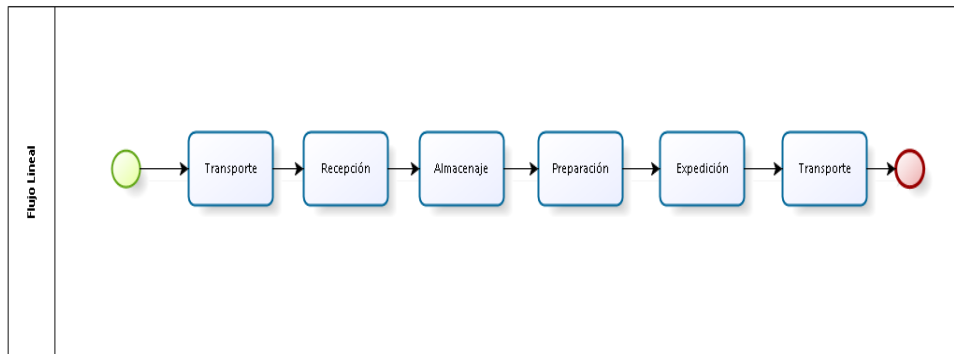 Flujo Lineal
Transporte
Recepción
Almacenaje
Preparación
Expedición
Transporte